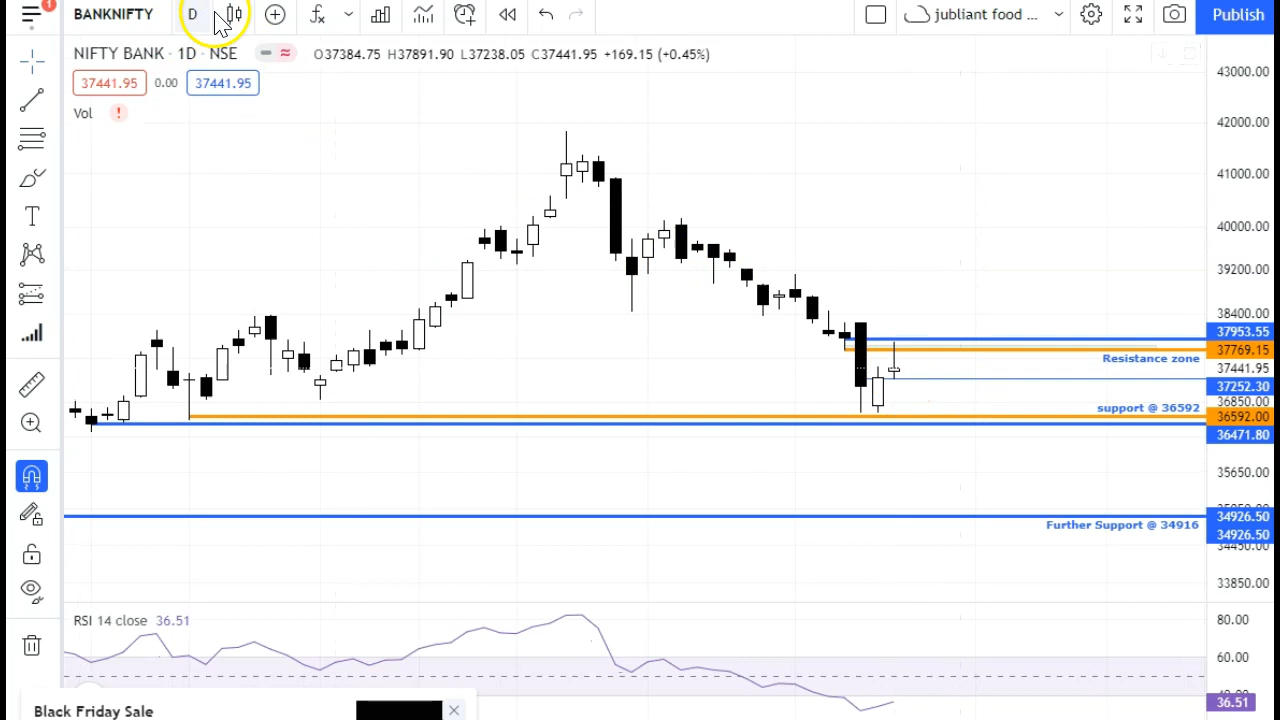 1
BANKNIFTY D jubliant food ... Publish
NIFTY BANK · 1D · NSE O37384.75 H37891.90 L37238.05 C37441.95 +169.15 (+0.45%)
37441.95 0.00 37441.95
Vol !
43000.00
42000.00
41000.00
40000.00
39200.00
38400.00
37953.55
37769.15
Resistance zone
37441.95
37252.30
36850.00
support @ 36592
36592.00
36471.80
35650.00
34926.50
Further Support @ 34916
34926.50
34450.00
33850.00
RSI 14 close 36.51
80.00
60.00
36.51
Black Friday Sale